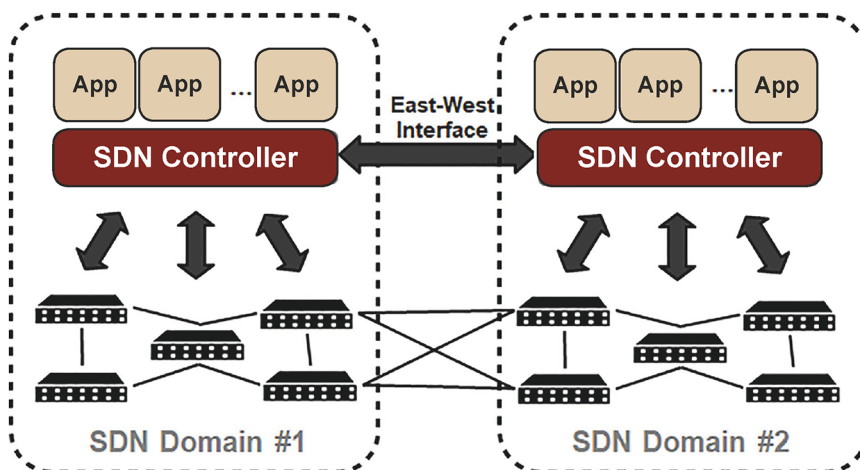 App App ... App
SDN Controller
East-West
Interface
App App ... App
SDN Controller
SDN Domain #1
SDN Domain #2